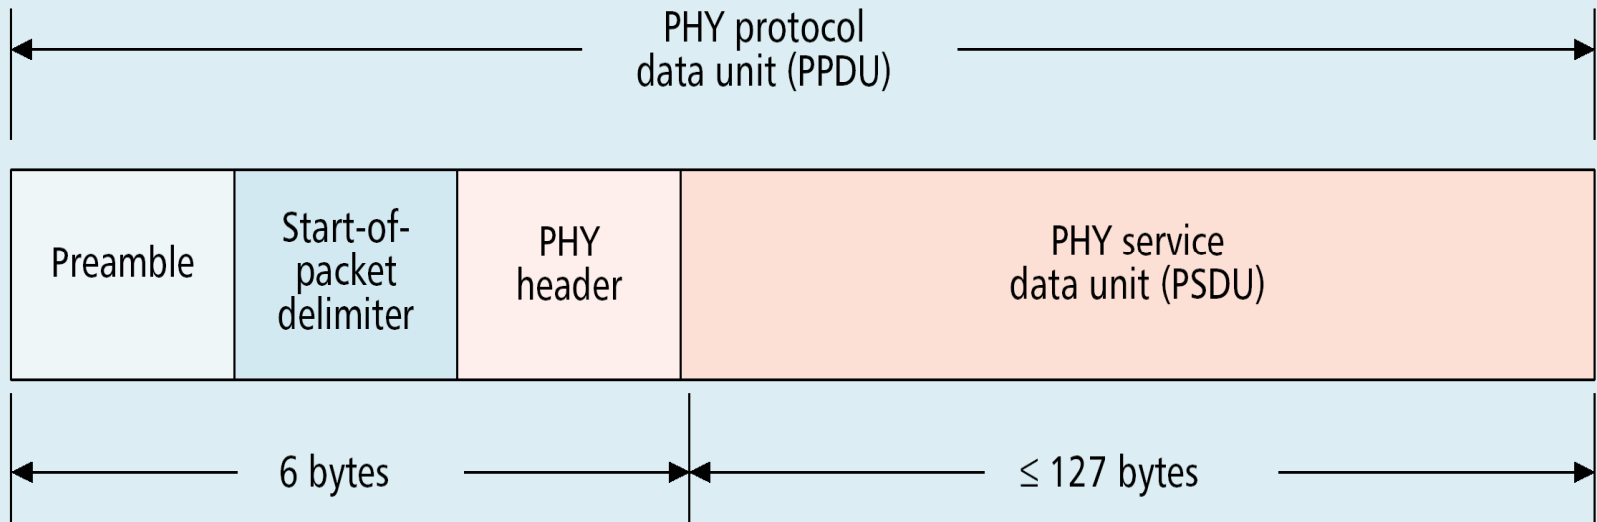 PHY protocol
data unit (PPDU)
Preamble
Start-of-
packet
delimiter
PHY
header
PHY service
data unit (PSDU)
6 bytes
≤ 127 bytes